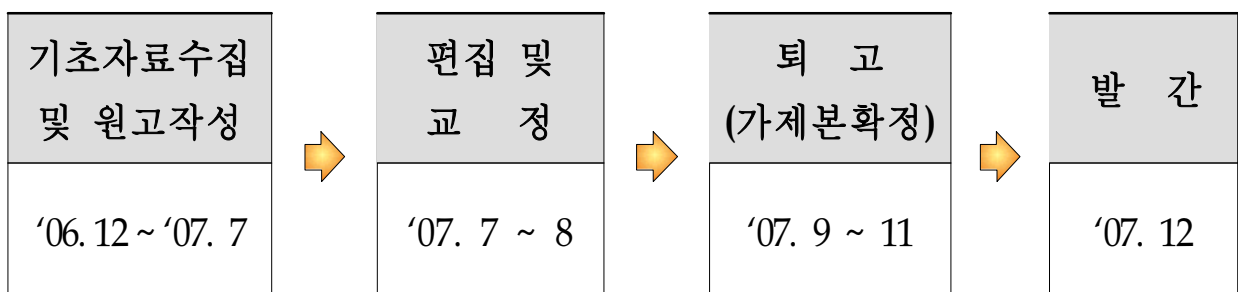 기초자료수집
및 원고작성
‘06. 12 ~ ‘07. 7
편집 및
교 정
‘07. 7 ~ 8
퇴 고
(가제본확정)
‘07. 9 ~ 11
발 간
‘07. 12